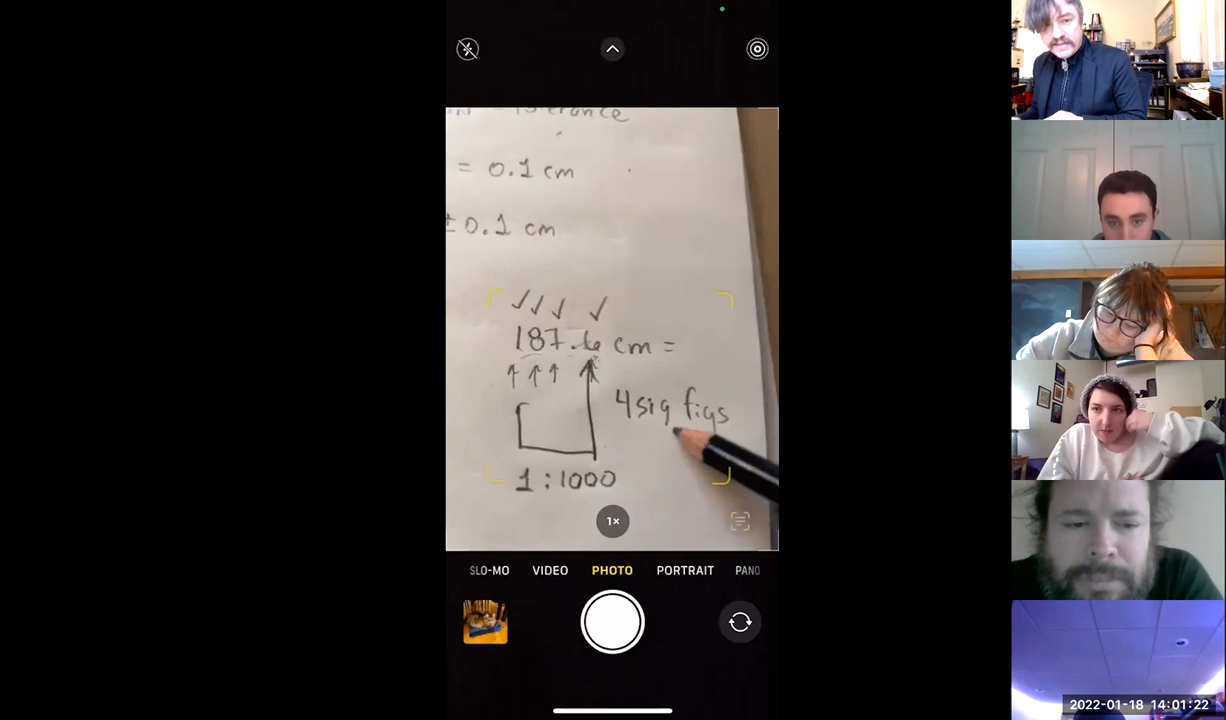 = 0.1 cm
± 0.1 cm
187.6 cm =
4 sig figs
1 : 1000
1×
SLO-MO VIDEO PHOTO PORTRAIT PANO
2022-01-18 14:01:22